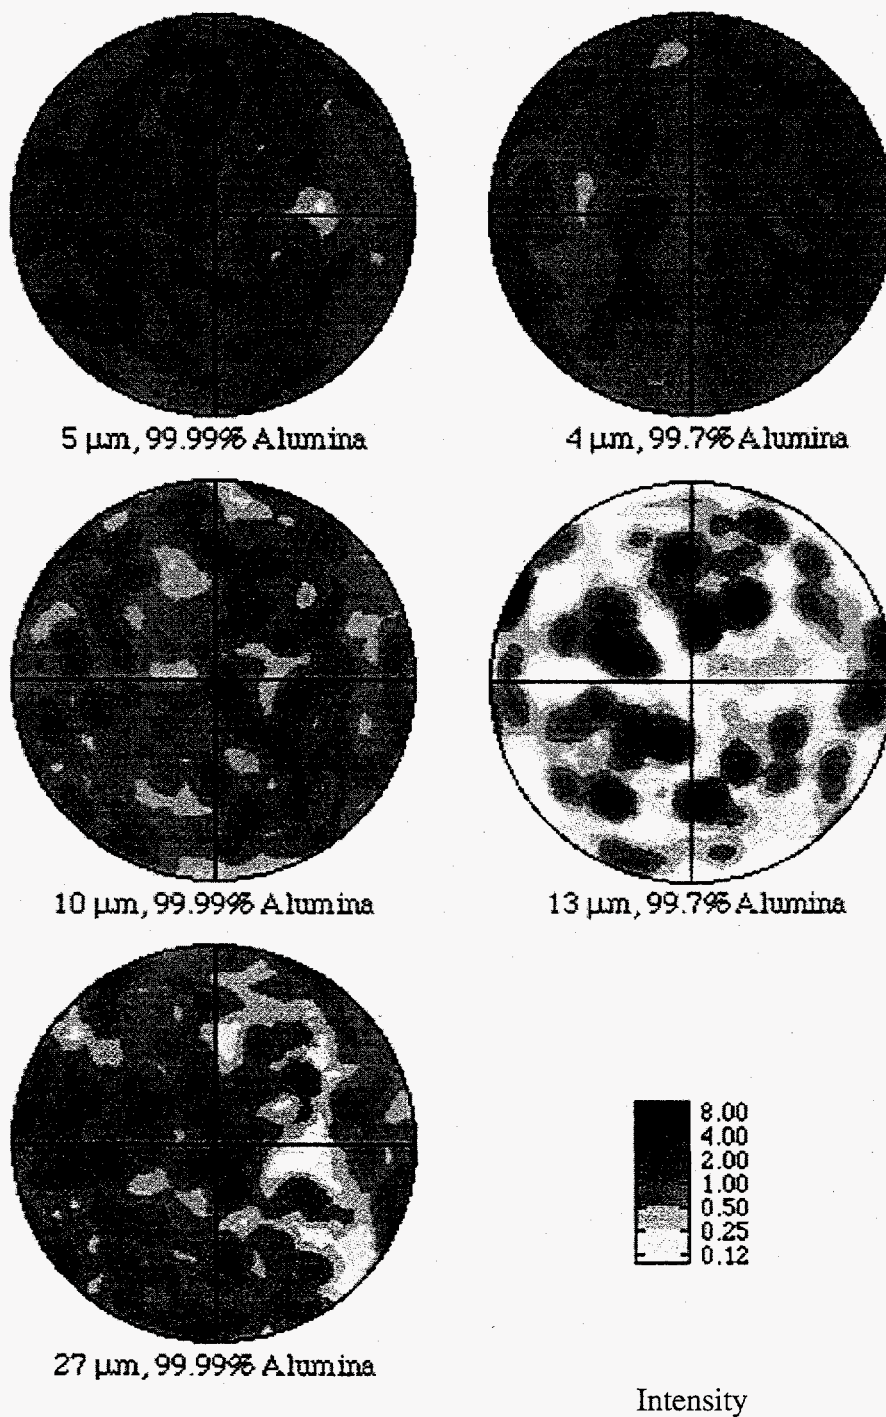 5 μm, 99.99% Alumina
4 μm, 99.7% Alumina
10 μm, 99.99% Alumina
13 μm, 99.7% Alumina
27 μm, 99.99% Alumina
8.00
4.00
2.00
1.00
0.50
0.25
0.12
Intensity